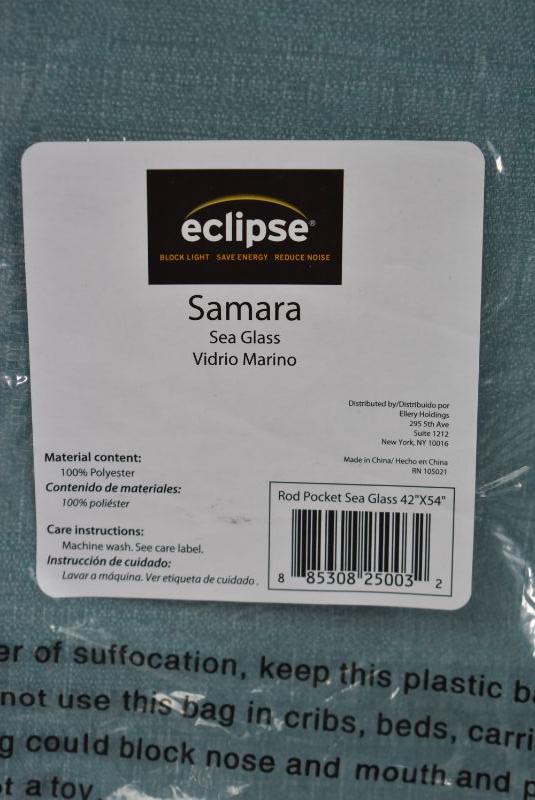 eclipse®
BLOCK LIGHT SAVE ENERGY REDUCE NOISE
Samara
Sea Glass
Vidrio Marino
Distributed by/Distribuido por
Ellery Holdings
295 5th Ave
Suite 1212
New York, NY 10016
Made in China/ Hecho en China
RN 105021
Material content:
100% Polyester
Contenido de materiales:
100% poliéster
Care instructions:
Machine wash. See care label.
Instrucción de cuidado:
Lavar a máquina. Ver etiqueta de cuidado.
Rod Pocket Sea Glass 42"X54"
8 85308 25003 2
er of suffocation, keep this plastic b
not use this bag in cribs, beds, carri
g could block nose and mouth and p
t a toy.